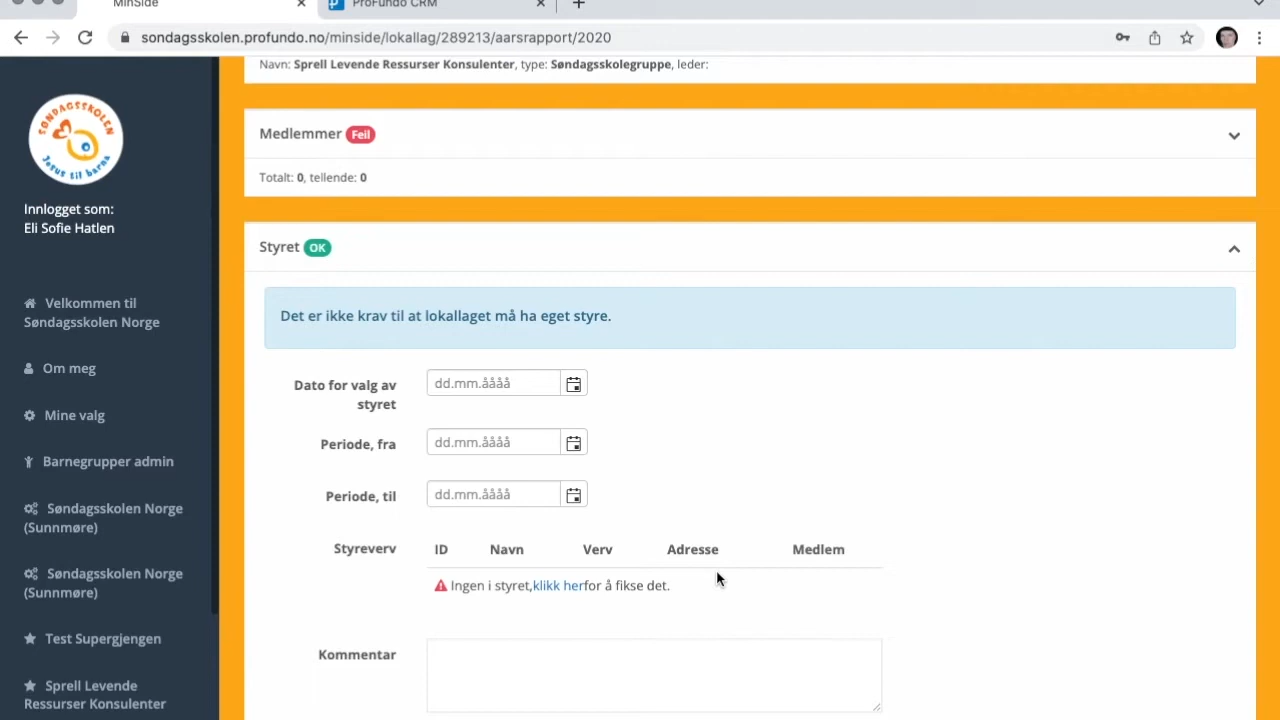 MinSide
ProFundo CRM
sondagsskolen.profundo.no/minside/lokallag/289213/aarsrapport/2020
Navn: Sprell Levende Ressurser Konsulenter, type: Søndagsskolegruppe, leder:
SØNDAGSSKOLEN
Jesus til barna
Innlogget som:
Eli Sofie Hatlen
Velkommen til
Søndagsskolen Norge
Om meg
Mine valg
Barnegrupper admin
Søndagsskolen Norge
(Sunnmøre)
Søndagsskolen Norge
(Sunnmøre)
Test Supergjengen
Sprell Levende
Ressurser Konsulenter
Medlemmer Feil
Totalt: 0, tellende: 0
Styret OK
Det er ikke krav til at lokallaget må ha eget styre.
Dato for valg av
styret
dd.mm.åååå
Periode, fra dd.mm.åååå
Periode, til dd.mm.åååå
Styreverv ID Navn Verv Adresse Medlem
Ingen i styret,klikk herfor å fikse det.
Kommentar